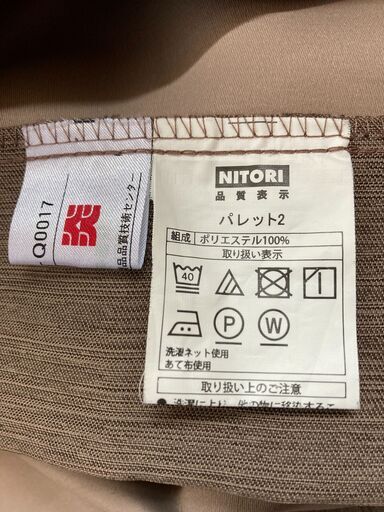 NITORI
品質表示
パレット2
組成 ポリエステル100%
取り扱い表示
40
P W
洗濯ネット使用
あて布使用
取り扱い上のご注意
Q0017
品品質技術センター